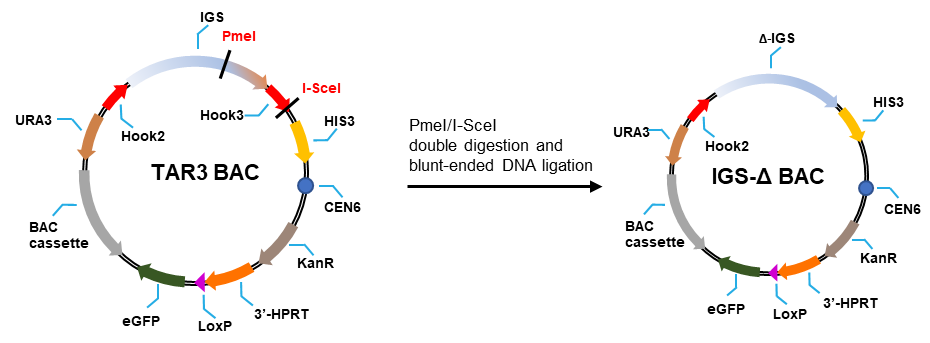 IGS
PmeI
I-SceI
Hook3
HIS3
URA3
Hook2
TAR3 BAC
CEN6
BAC
cassette
KanR
3’-HPRT
LoxP
eGFP
PmeI/I-SceI
double digestion and
blunt-ended DNA ligation
Δ-IGS
HIS3
URA3
Hook2
IGS-Δ BAC
CEN6
BAC
cassette
KanR
3’-HPRT
LoxP
eGFP